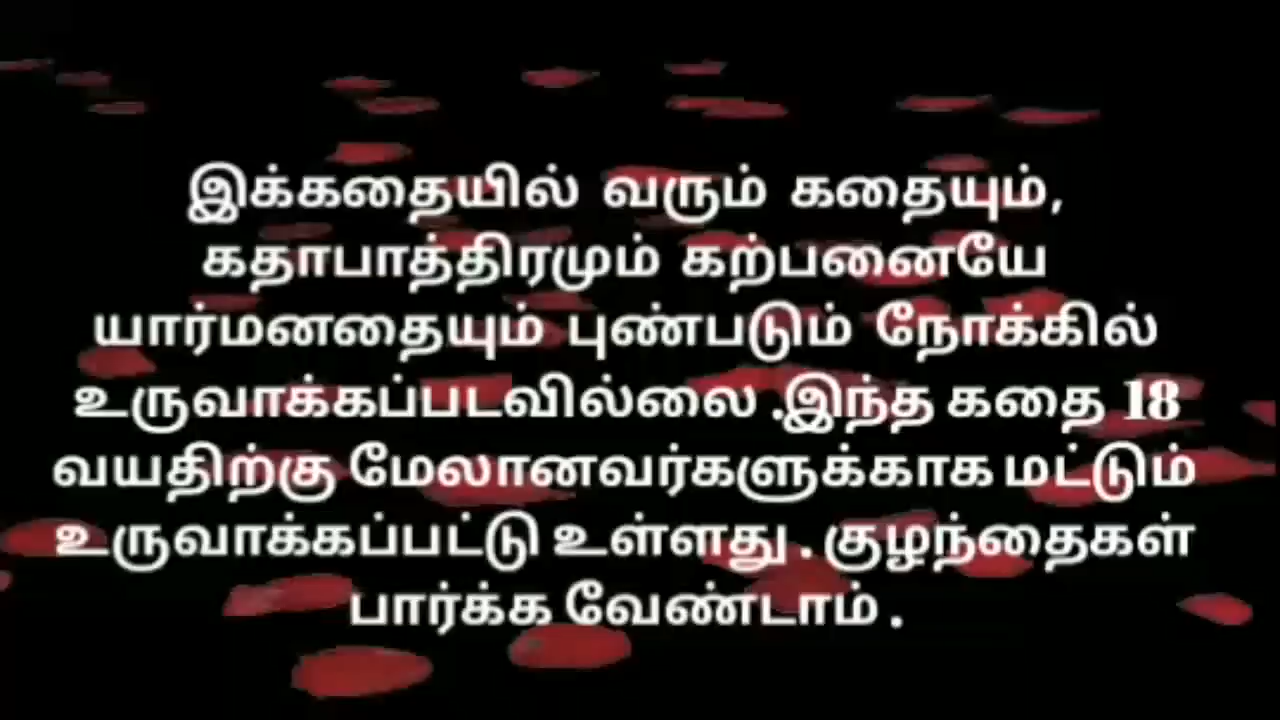 இக்கதையில் வரும் கதையும்,
கதாபாத்திரமும் கற்பனையே
யார்மனதையும் புண்படும் நோக்கில்
உருவாக்கப்படவில்லை .இந்த கதை 18
வயதிற்கு மேலானவர்களுக்காக மட்டும்
உருவாக்கப்பட்டு உள்ளது . குழந்தைகள்
பார்க்க வேண்டாம் .